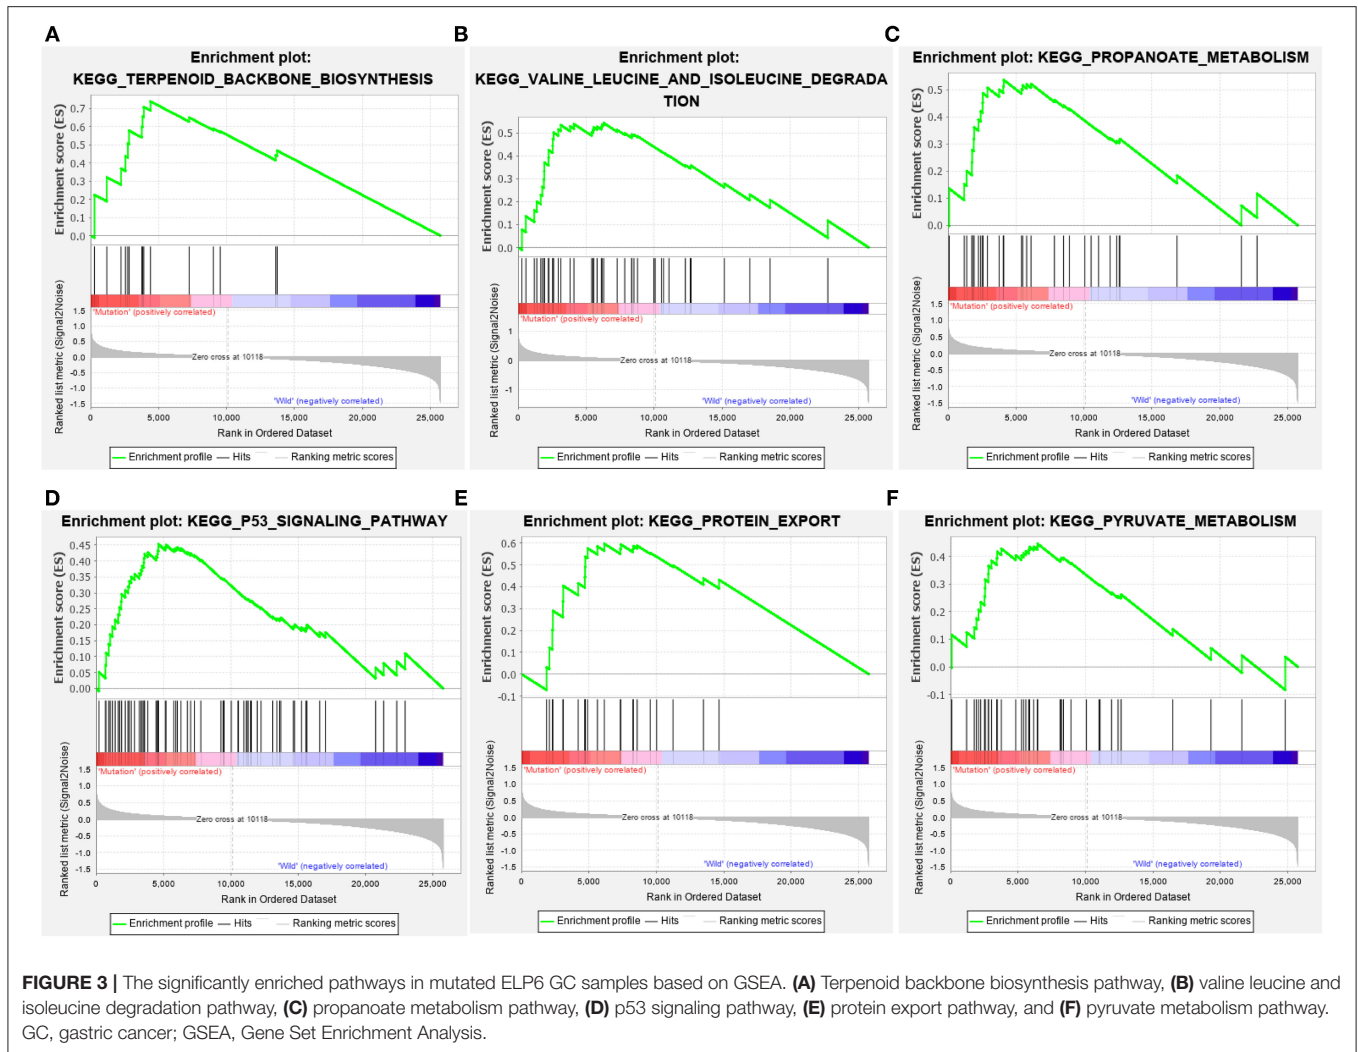 A
Enrichment plot:
KEGG_TERPENOID_BACKBONE_BIOSYNTHESIS
Enrichment score (ES)
0.7
0.6
0.5
0.4
0.3
0.2
0.1
0.0
'Mutation' (positively correlated)
Zero cross at 10118
'Wild' (negatively correlated)
Ranked list metric (Signal2Noise)
1.5
1.0
0.5
0.0
-0.5
-1.0
-1.5
0 5,000 10,000 15,000 20,000 25,000
Rank in Ordered Dataset
Enrichment profile Hits Ranking metric scores
B
Enrichment plot:
KEGG_VALINE_LEUCINE_AND_ISOLEUCINE_DEGRADA
TION
Enrichment score (ES)
0.5
0.4
0.3
0.2
0.1
0.0
'Mutation' (positively correlated)
Zero cross at 10118
'Wild' (negatively correlated)
Ranked list metric (Signal2Noise)
1
0
-1
0 5,000 10,000 15,000 20,000 25,000
Rank in Ordered Dataset
Enrichment profile Hits Ranking metric scores
C
Enrichment plot: KEGG_PROPANOATE_METABOLISM
Enrichment score (ES)
0.5
0.4
0.3
0.2
0.1
0.0
'Mutation' (positively correlated)
Zero cross at 10118
'Wild' (negatively correlated)
Ranked list metric (Signal2Noise)
1.5
1.0
0.5
0.0
-0.5
-1.0
-1.5
0 5,000 10,000 15,000 20,000 25,000
Rank in Ordered Dataset
Enrichment profile Hits Ranking metric scores
D
Enrichment plot: KEGG_P53_SIGNALING_PATHWAY
Enrichment score (ES)
0.45
0.40
0.35
0.30
0.25
0.20
0.15
0.10
0.05
0.00
'Mutation' (positively correlated)
Zero cross at 10118
'Wild' (negatively correlated)
Ranked list metric (Signal2Noise)
1.5
1.0
0.5
0.0
-0.5
-1.0
-1.5
0 5,000 10,000 15,000 20,000 25,000
Rank in Ordered Dataset
Enrichment profile Hits Ranking metric scores
E
Enrichment plot: KEGG_PROTEIN_EXPORT
Enrichment score (ES)
0.6
0.5
0.4
0.3
0.2
0.1
0.0
-0.1
'Mutation' (positively correlated)
Zero cross at 10118
'Wild' (negatively correlated)
Ranked list metric (Signal2Noise)
1.5
1.0
0.5
0.0
-0.5
-1.0
-1.5
0 5,000 10,000 15,000 20,000 25,000
Rank in Ordered Dataset
Enrichment profile Hits Ranking metric scores
F
Enrichment plot: KEGG_PYRUVATE_METABOLISM
Enrichment score (ES)
0.4
0.3
0.2
0.1
0.0
-0.1
'Mutation' (positively correlated)
Zero cross at 10118
'Wild' (negatively correlated)
Ranked list metric (Signal2Noise)
1.5
1.0
0.5
0.0
-0.5
-1.0
-1.5
0 5,000 10,000 15,000 20,000 25,000
Rank in Ordered Dataset
Enrichment profile Hits Ranking metric scores
FIGURE 3 | The significantly enriched pathways in mutated ELP6 GC samples based on GSEA. (A) Terpenoid backbone biosynthesis pathway, (B) valine leucine and
isoleucine degradation pathway, (C) propanoate metabolism pathway, (D) p53 signaling pathway, (E) protein export pathway, and (F) pyruvate metabolism pathway.
GC, gastric cancer; GSEA, Gene Set Enrichment Analysis.